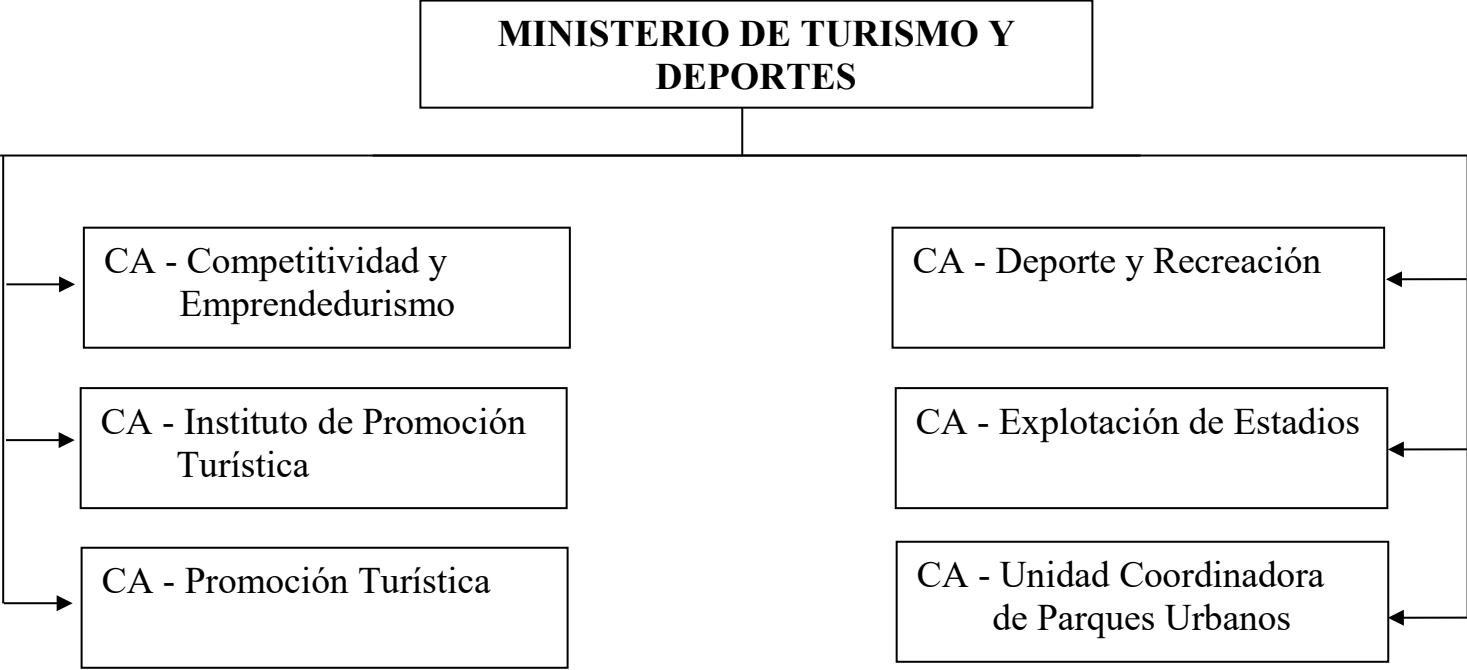 MINISTERIO DE TURISMO Y
DEPORTES
CA - Competitividad y
Emprendedurismo
CA - Instituto de Promoción
Turística
CA - Promoción Turística
CA - Deporte y Recreación
CA - Explotación de Estadios
CA - Unidad Coordinadora
de Parques Urbanos